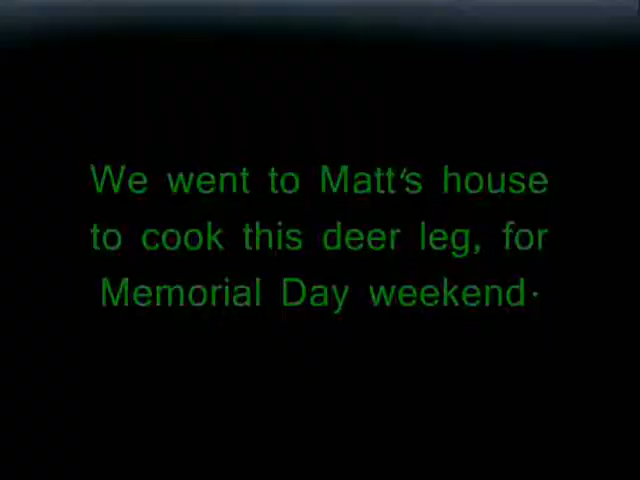 We went to Matt's house
to cook this deer leg, for
Memorial Day weekend.